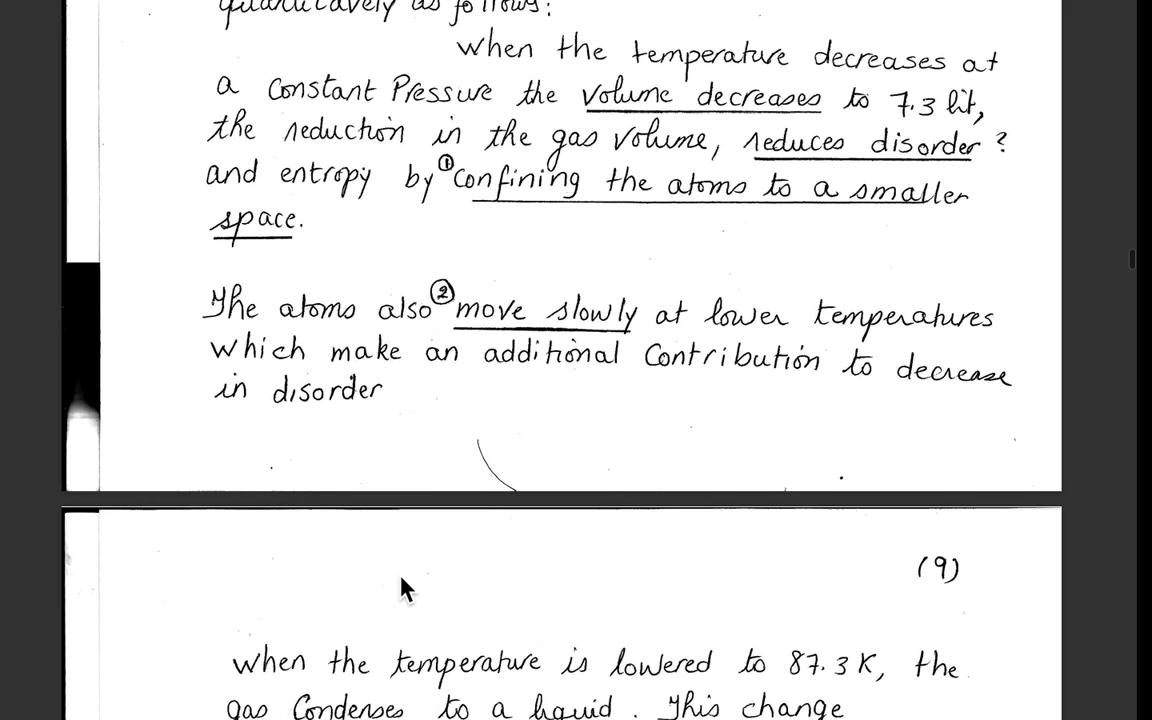 quantitavely as follows:
when the temperature decreases at
a constant Pressure the volume decreases to 7.3 lit,
the reduction in the gas volume, reduces disorder?
and entropy by ① confining the atoms to a smaller
space.
The atoms also ② move slowly at lower temperatures
which make an additional contribution to decrease
in disorder
(9)
when the temperature is lowered to 87.3 K, the
gas condenses to a liquid. This change